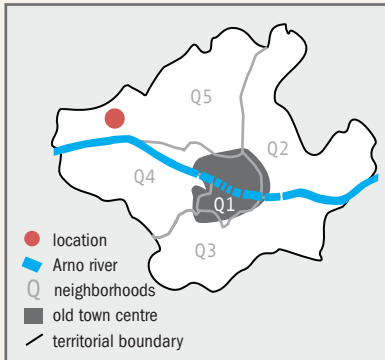 Q5
Q2
Q4
Q1
Q3
location
Arno river
Q neighborhoods
old town centre
territorial boundary